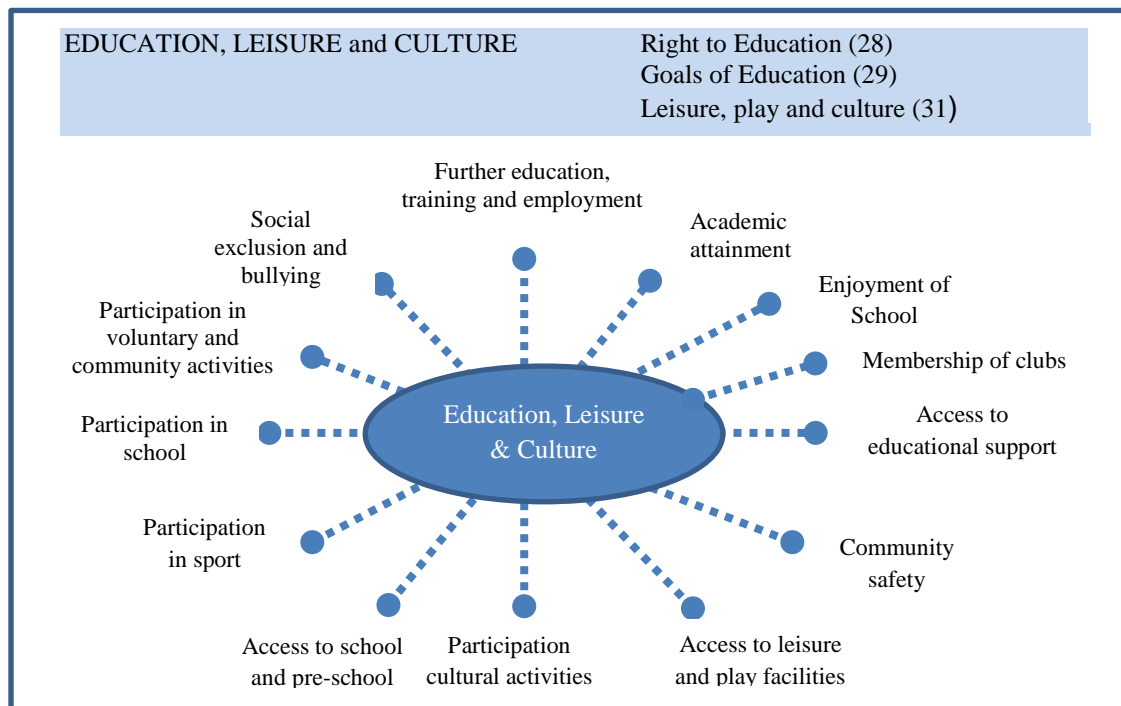 EDUCATION, LEISURE and CULTURE
Right to Education (28)
Goals of Education (29)
Leisure, play and culture (31)
Further education,
training and employment
Social
exclusion and
bullying
Academic
attainment
Enjoyment of
School
Participation in
voluntary and
community activities
Membership of clubs
Education, Leisure
& Culture
Participation in
school
Access to
educational support
Participation
in sport
Community
safety
Access to school
and pre-school
Participation
cultural activities
Access to leisure
and play facilities